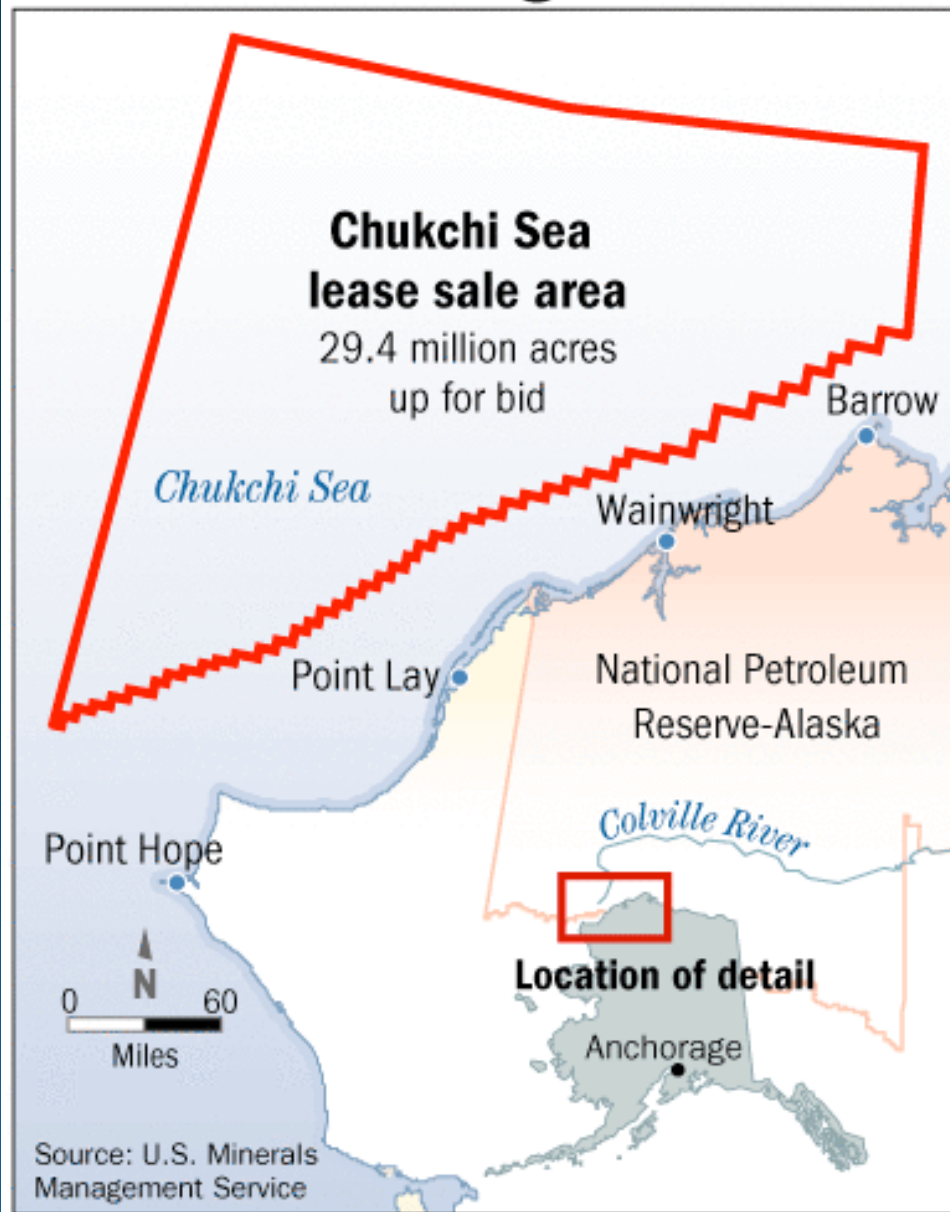 Chukchi Sea
lease sale area
29.4 million acres
up for bid
Barrow
Chukchi Sea
Wainwright
Point Lay
National Petroleum
Reserve-Alaska
Colville River
Point Hope
N
0 60
Miles
Location of detail
Anchorage
Source: U.S. Minerals
Management Service